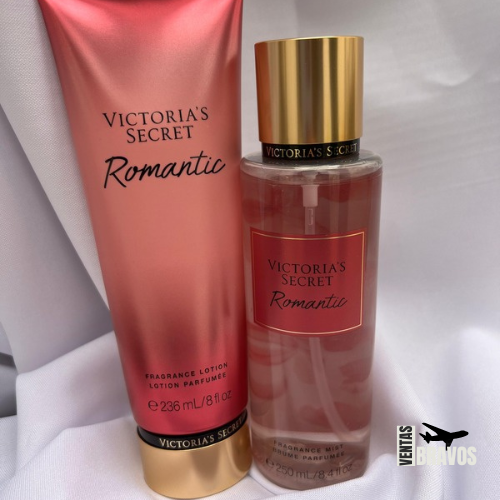 VICTORIA'S
SECRET
Romantic
FRAGRANCE LOTION
LOTION PARFUMÉE
℮ 236 mL/8 fl oz
VICTORIA'S SECRET
VICTORIA'S SECRET
VICTORIA'S
SECRET
Romantic
FRAGRANCE MIST
BRUME PARFUMÉE
℮ 250 mL/8.4 fl oz
VENTAS
BRAVOS